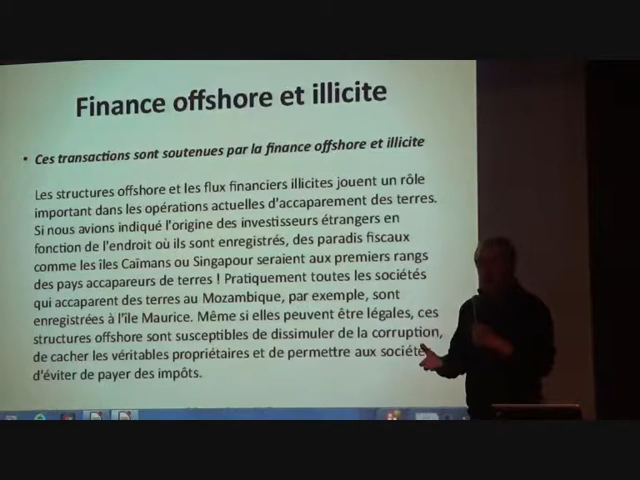 Finance offshore et illicite
• Ces transactions sont soutenues par la finance offshore et illicite
Les structures offshore et les flux financiers illicites jouent un rôle
important dans les opérations actuelles d'accaparement des terres.
Si nous avions indiqué l'origine des investisseurs étrangers en
fonction de l'endroit où ils sont enregistrés, des paradis fiscaux
comme les îles Caïmans ou Singapour seraient aux premiers rangs
des pays accapareurs de terres ! Pratiquement toutes les sociétés
qui accaparent des terres au Mozambique, par exemple, sont
enregistrées à l'île Maurice. Même si elles peuvent être légales, ces
structures offshore sont susceptibles de dissimuler de la corruption,
de cacher les véritables propriétaires et de permettre aux société
d'éviter de payer des impôts.